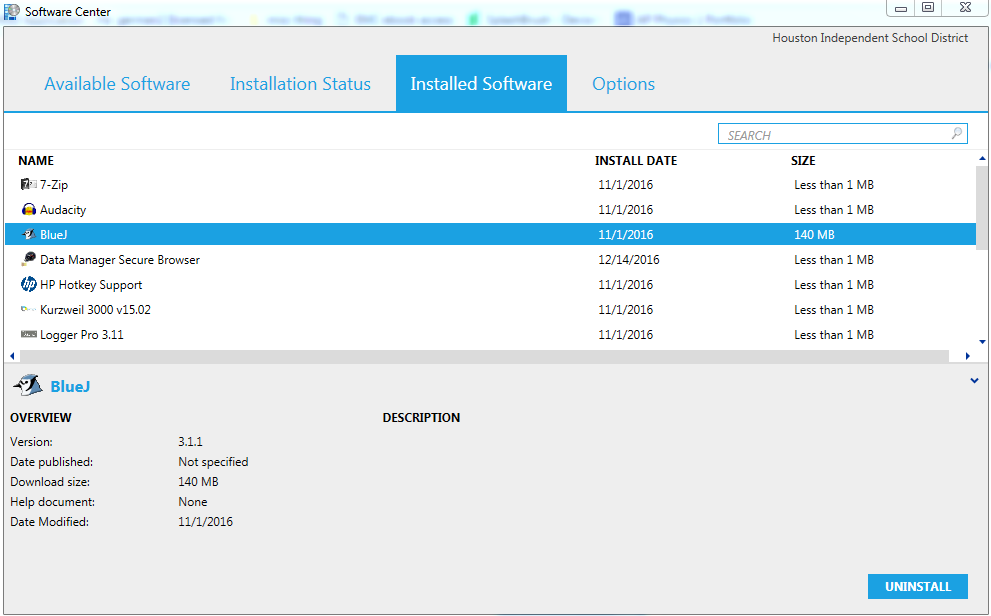 Software Center
Houston Independent School District
Available Software Installation Status Installed Software Options
SEARCH
NAME INSTALL DATE SIZE
7-Zip 11/1/2016 Less than 1 MB
Audacity 11/1/2016 Less than 1 MB
BlueJ 11/1/2016 140 MB
Data Manager Secure Browser 12/14/2016 Less than 1 MB
HP Hotkey Support 11/1/2016 Less than 1 MB
Kurzweil 3000 v15.02 11/1/2016 Less than 1 MB
Logger Pro 3.11 11/1/2016 Less than 1 MB
BlueJ
OVERVIEW DESCRIPTION
Version: 3.1.1
Date published: Not specified
Download size: 140 MB
Help document: None
Date Modified: 11/1/2016
UNINSTALL